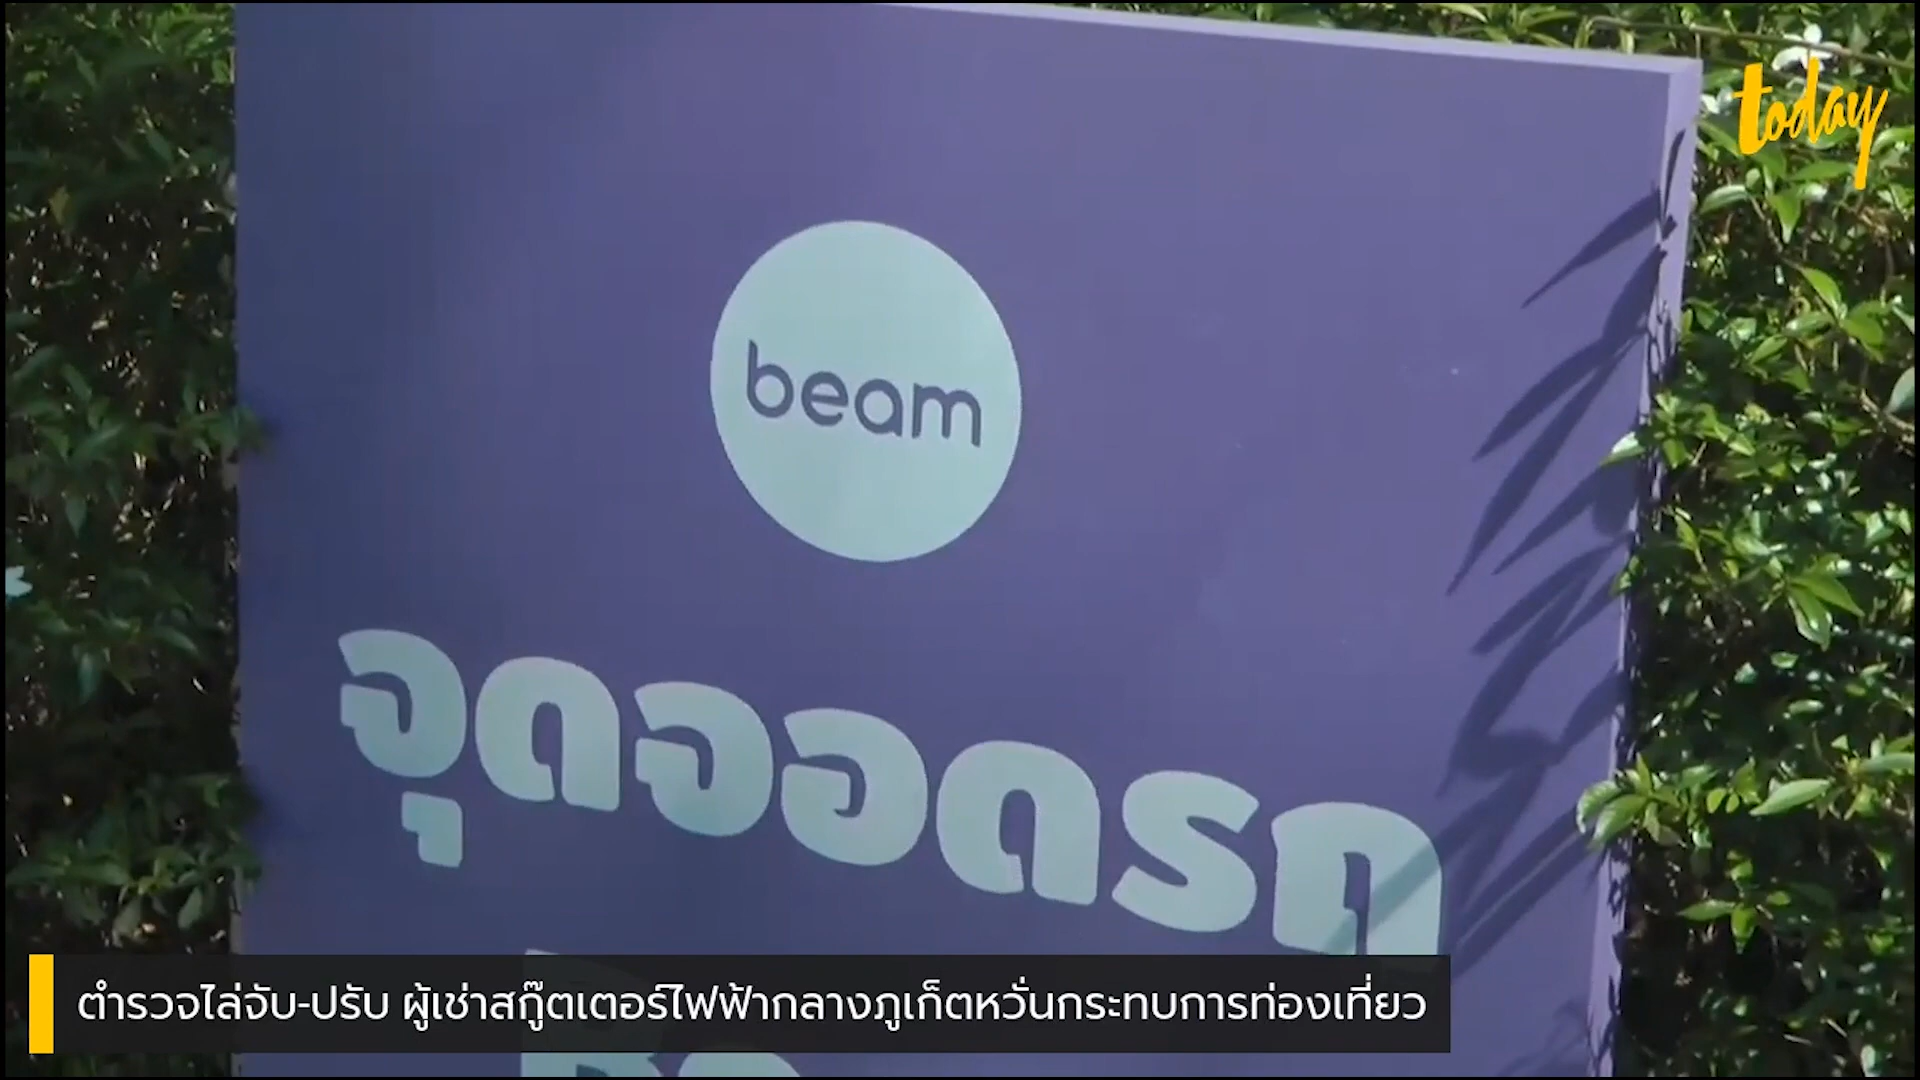 today
beam
จุดจอดรถ
ตำรวจไล่จับ-ปรับ ผู้เช่าสกู๊ตเตอร์ไฟฟ้ากลางภูเก็ตหวั่นกระทบการท่องเที่ยว